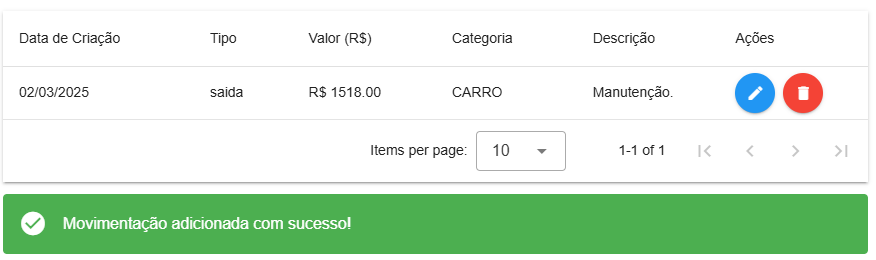 Data de Criação Tipo Valor (R$) Categoria Descrição Ações
02/03/2025 saida R$ 1518.00 CARRO Manutenção.
Items per page: 10 1-1 of 1
Movimentação adicionada com sucesso!